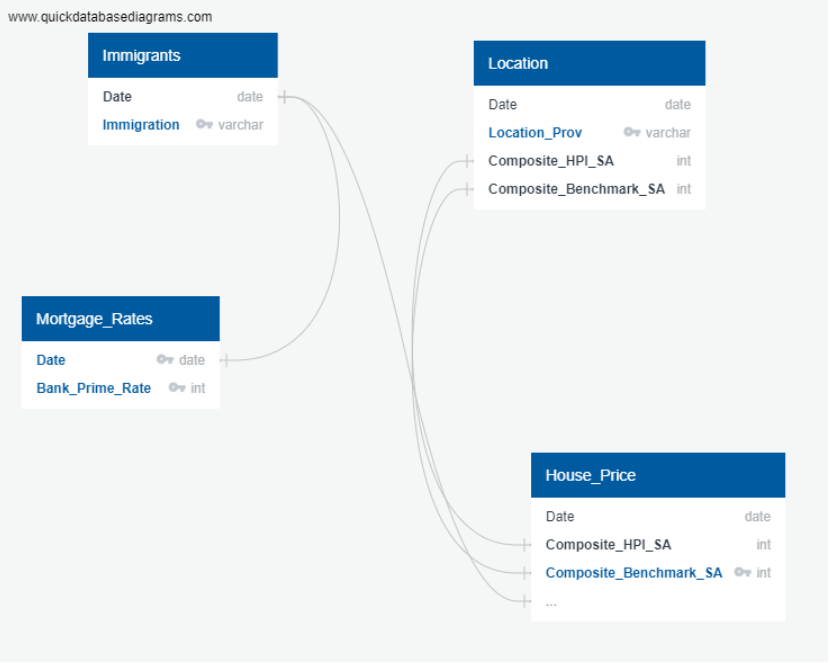 www.quickdatabasediagrams.com
Immigrants
Date date
Immigration varchar
Location
Date date
Location_Prov varchar
Composite_HPI_SA int
Composite_Benchmark_SA int
Mortgage_Rates
Date date
Bank_Prime_Rate int
House_Price
Date date
Composite_HPI_SA int
Composite_Benchmark_SA int
...